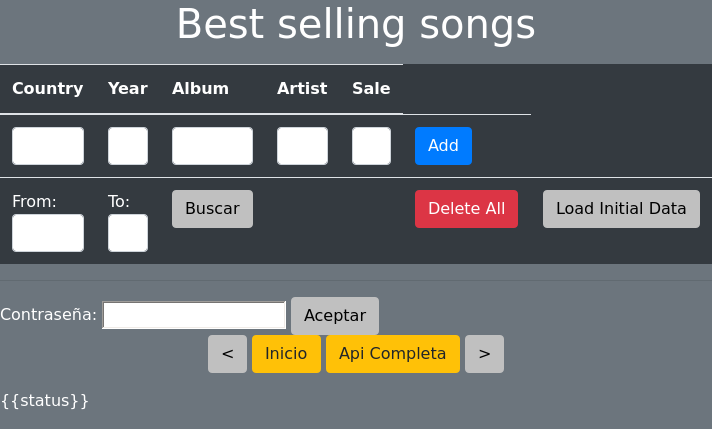 Best selling songs
Country Year Album Artist Sale
Add
From: To: Buscar Delete All Load Initial Data
Contraseña: Aceptar
< Inicio Api Completa >
{{status}}